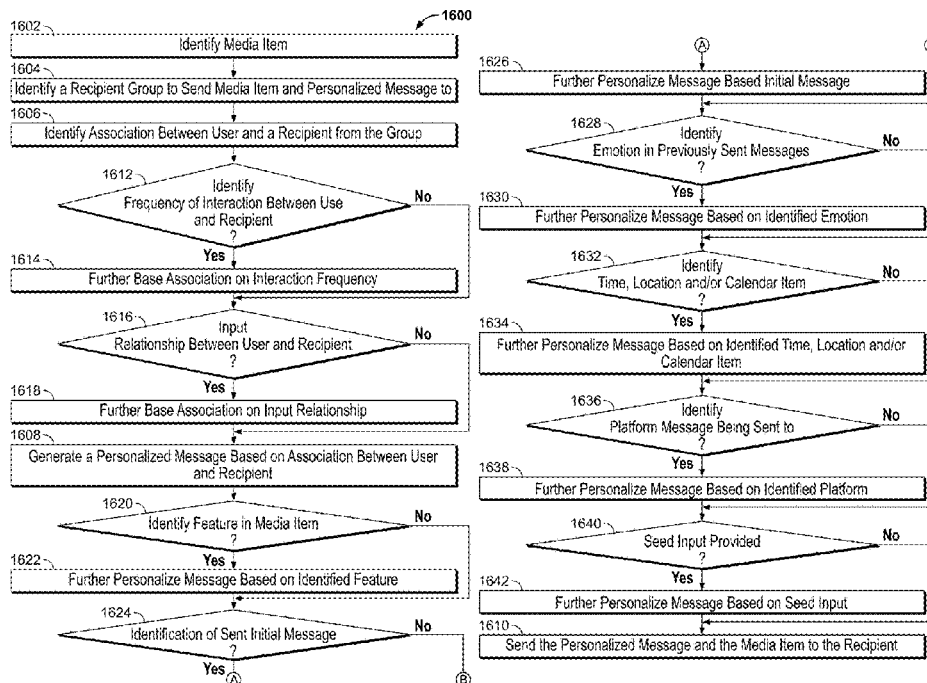 1600
1602
Identify Media Item
1604
Identify a Recipient Group to Send Media Item and Personalized Message to
1606
Identify Association Between User and a Recipient from the Group
1612
Identify
Frequency of Interaction Between Use
and Recipient
?
No
Yes
1614
Further Base Association on Interaction Frequency
1616
Input
Relationship Between User and Recipient
?
No
Yes
1618
Further Base Association on Input Relationship
1608
Generate a Personalized Message Based on Association Between User
and Recipient
1620
Identify Feature in Media Item
?
No
Yes
1622
Further Personalize Message Based on Identified Feature
1624
Identification of Sent Initial Message
?
No
Yes
A
B
A
1626
Further Personalize Message Based Initial Message
1628
Identify
Emotion in Previously Sent Messages
?
No
Yes
1630
Further Personalize Message Based on Identified Emotion
1632
Identify
Time, Location and/or Calendar Item
?
No
Yes
1634
Further Personalize Message Based on Identified Time, Location and/or
Calendar Item
1636
Identify
Platform Message Being Sent to
?
No
Yes
1638
Further Personalize Message Based on Identified Platform
1640
Seed Input Provided
?
No
Yes
1642
Further Personalize Message Based on Seed Input
1610
Send the Personalized Message and the Media Item to the Recipient